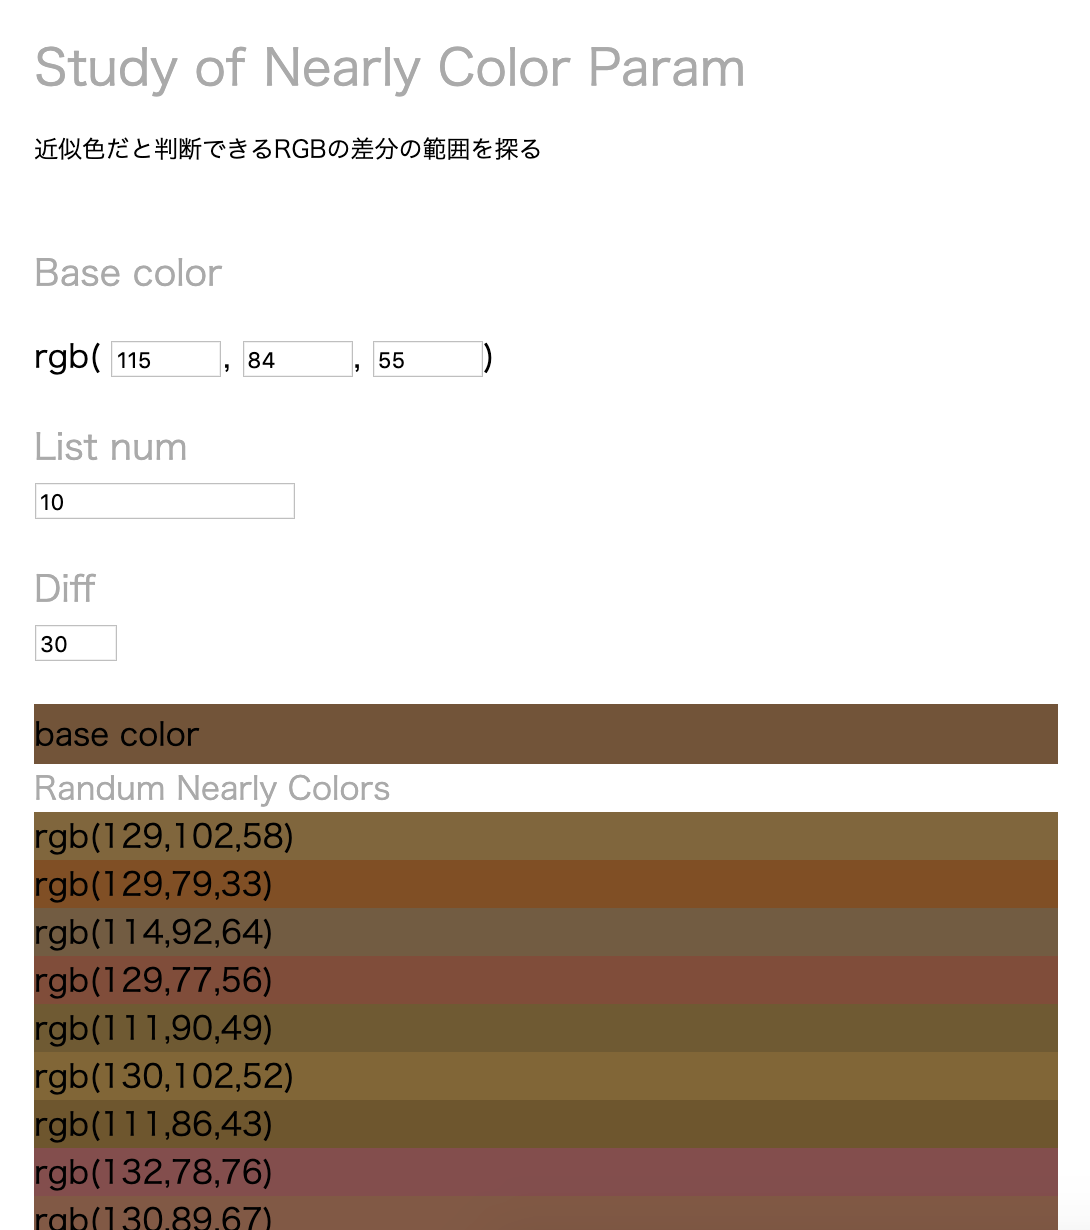 Study of Nearly Color Param
近似色だと判断できるRGBの差分の範囲を探る
Base color
rgb( 115, 84, 55)
List num
10
Diff
30
base color
Randum Nearly Colors
rgb(129,102,58)
rgb(129,79,33)
rgb(114,92,64)
rgb(129,77,56)
rgb(111,90,49)
rgb(130,102,52)
rgb(111,86,43)
rgb(132,78,76)
rgb(130,89,67)